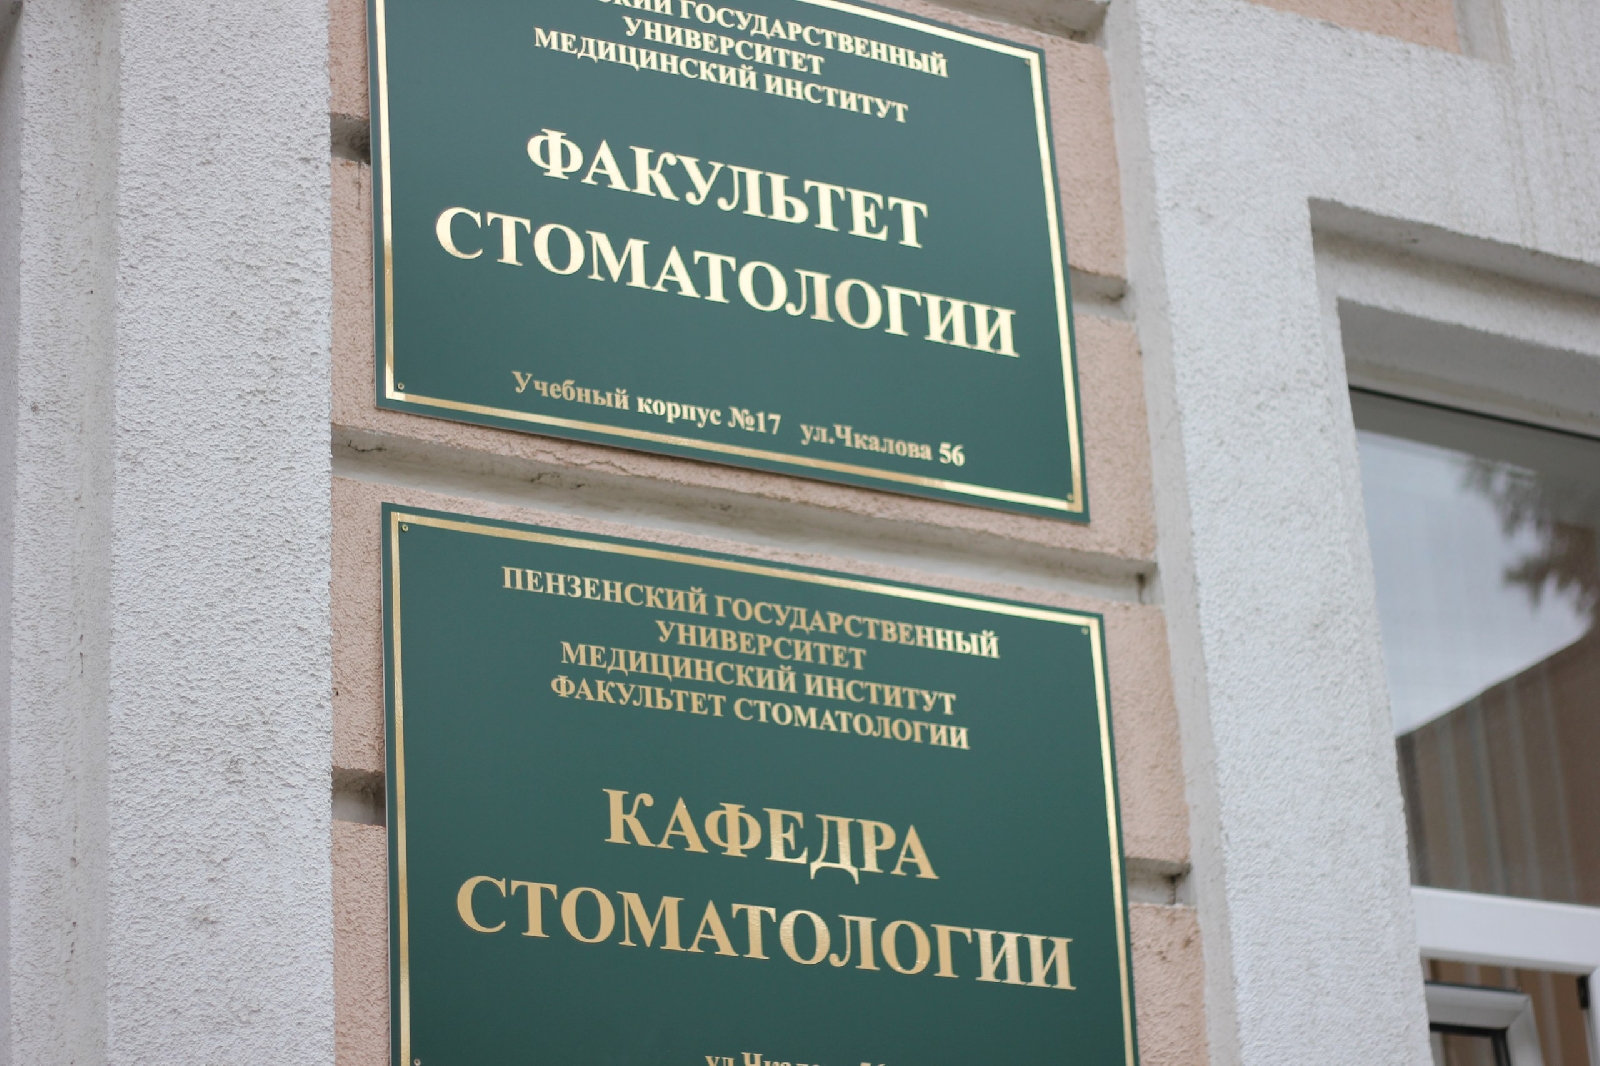 ГОСУДАРСТВЕННЫЙ
УНИВЕРСИТЕТ
МЕДИЦИНСКИЙ ИНСТИТУТ
ФАКУЛЬТЕТ
СТОМАТОЛОГИИ
Учебный корпус №17 ул.Чкалова 56
ПЕНЗЕНСКИЙ ГОСУДАРСТВЕННЫЙ
УНИВЕРСИТЕТ
МЕДИЦИНСКИЙ ИНСТИТУТ
ФАКУЛЬТЕТ СТОМАТОЛОГИИ
КАФЕДРА
СТОМАТОЛОГИИ